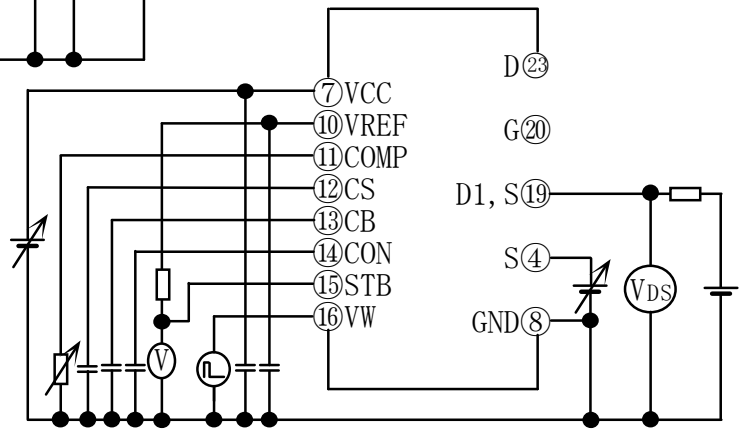 D㉓
⑦VCC
⑩VREF
G⑳
⑪COMP
⑫CS
D1, S⑲
⑬CB
⑭CON
S④
⑮STB
VDS
⑯VW
GND⑧
V